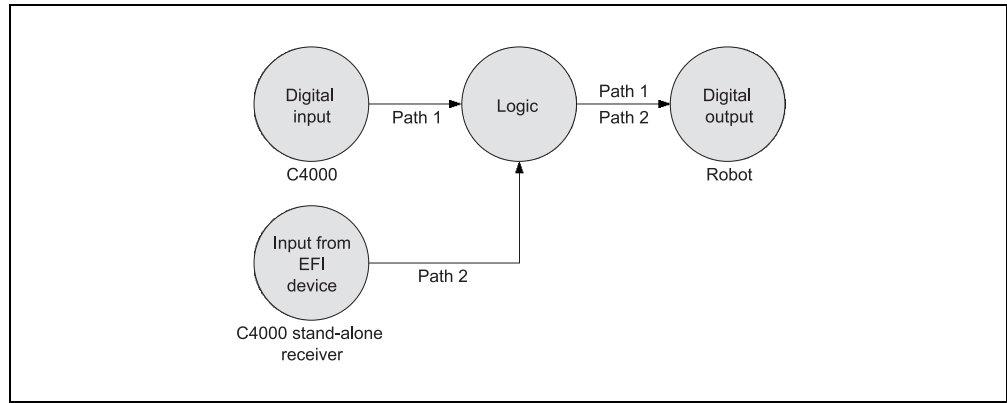 Digital
input
C4000
Path 1
Logic
Path 1
Path 2
Digital
output
Robot
Input from
EFI
device
C4000 stand-alone
receiver
Path 2